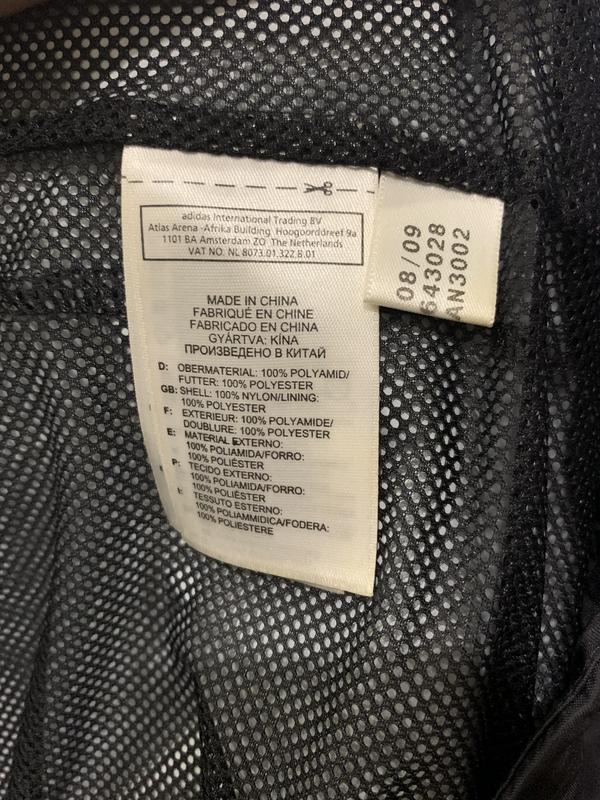 adidas International Trading BV
Atlas Arena -Afrika Building Hoogoorddreef 9a
1101 BA Amsterdam ZO The Netherlands
VAT NO. NL 8073.01.322.B.01
MADE IN CHINA
FABRIQUÉ EN CHINE
FABRICADO EN CHINA
GYÁRTVA: KÍNA
ПРОИЗВЕДЕНО В КИТАЙ
D: OBERMATERIAL: 100% POLYAMID/
FUTTER: 100% POLYESTER
GB: SHELL: 100% NYLON/LINING:
100% POLYESTER
F: EXTERIEUR: 100% POLYAMIDE/
DOUBLURE: 100% POLYESTER
E: MATERIAL EXTERNO:
100% POLIAMIDA/FORRO:
100% POLIÉSTER
P: TECIDO EXTERNO:
100% POLIAMIDA/FORRO:
100% POLIÉSTER
I: TESSUTO ESTERNO:
100% POLIAMMIDICA/FODERA:
100% POLIESTERE
08/09
643028
AN3002